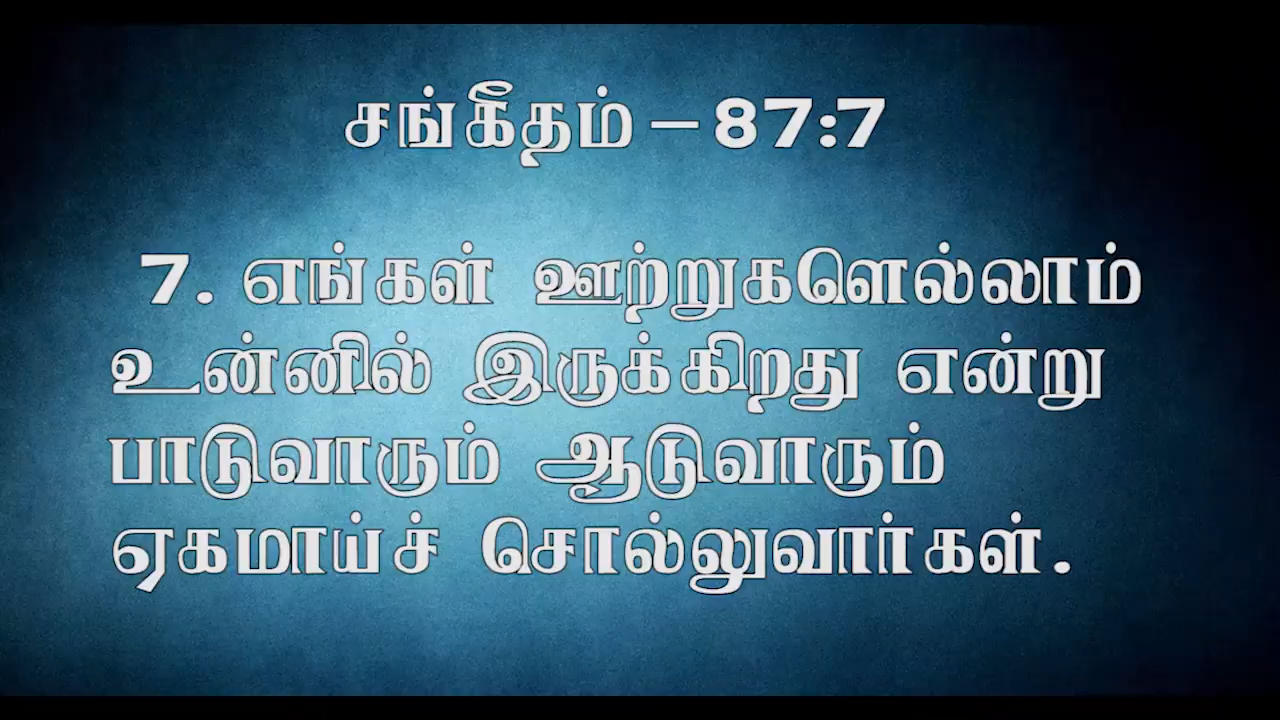 சங்கீதம் – 87:7
7. எங்கள் ஊற்றுகளெல்லாம்
உன்னில் இருக்கிறது என்று
பாடுவாரும் ஆடுவாரும்
ஏகமாய்ச் சொல்லுவார்கள்.